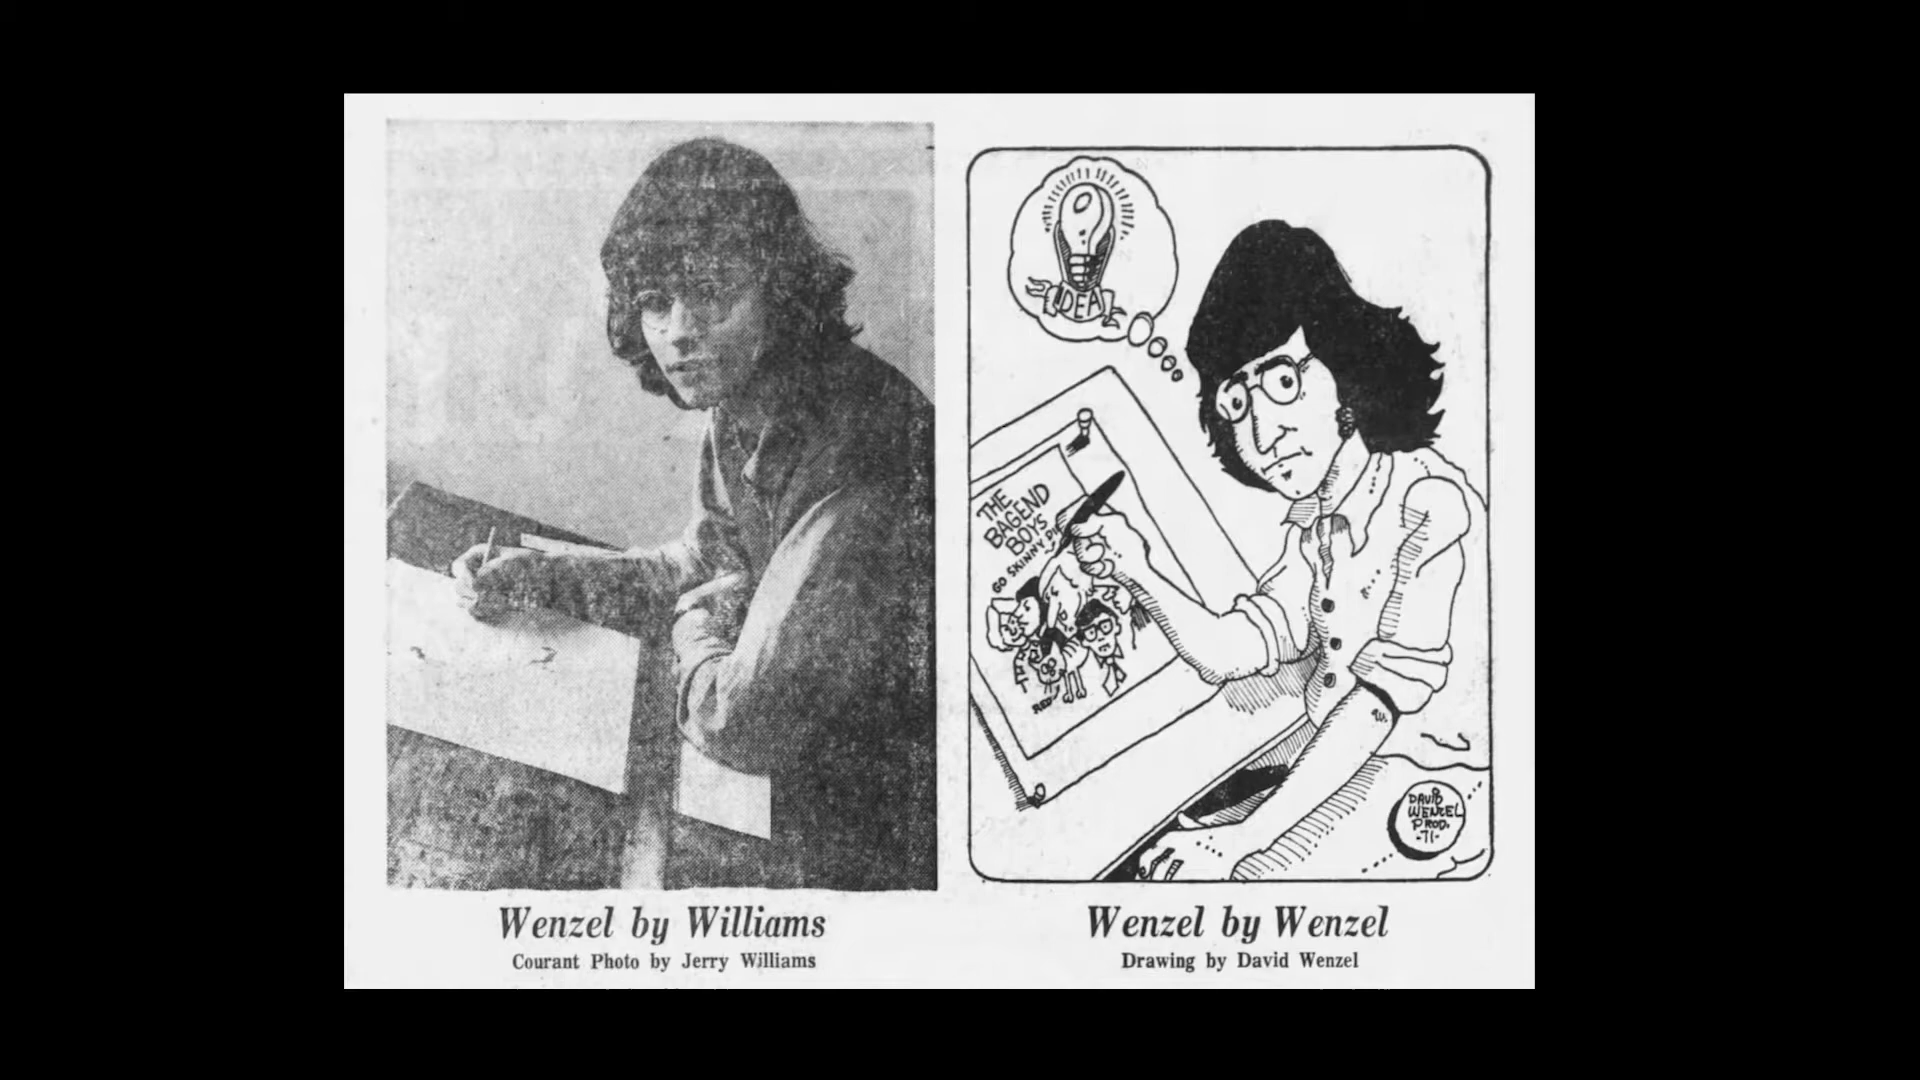 Wenzel by Williams
Courant Photo by Jerry Williams
IDEA
THE
BAGEND
BOYS
GO SKINNY DIP
RED
DAVID
WENZEL
PROD.
-71-
Wenzel by Wenzel
Drawing by David Wenzel